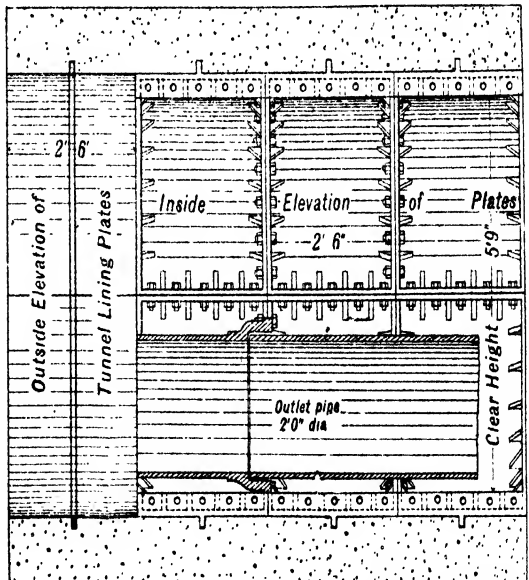 Outside Elevation of
Tunnel Lining Plates
2' 6'
Inside Elevation of Plates
2' 6"
5'9"
Clear Height
Outlet pipe
2'0" dia